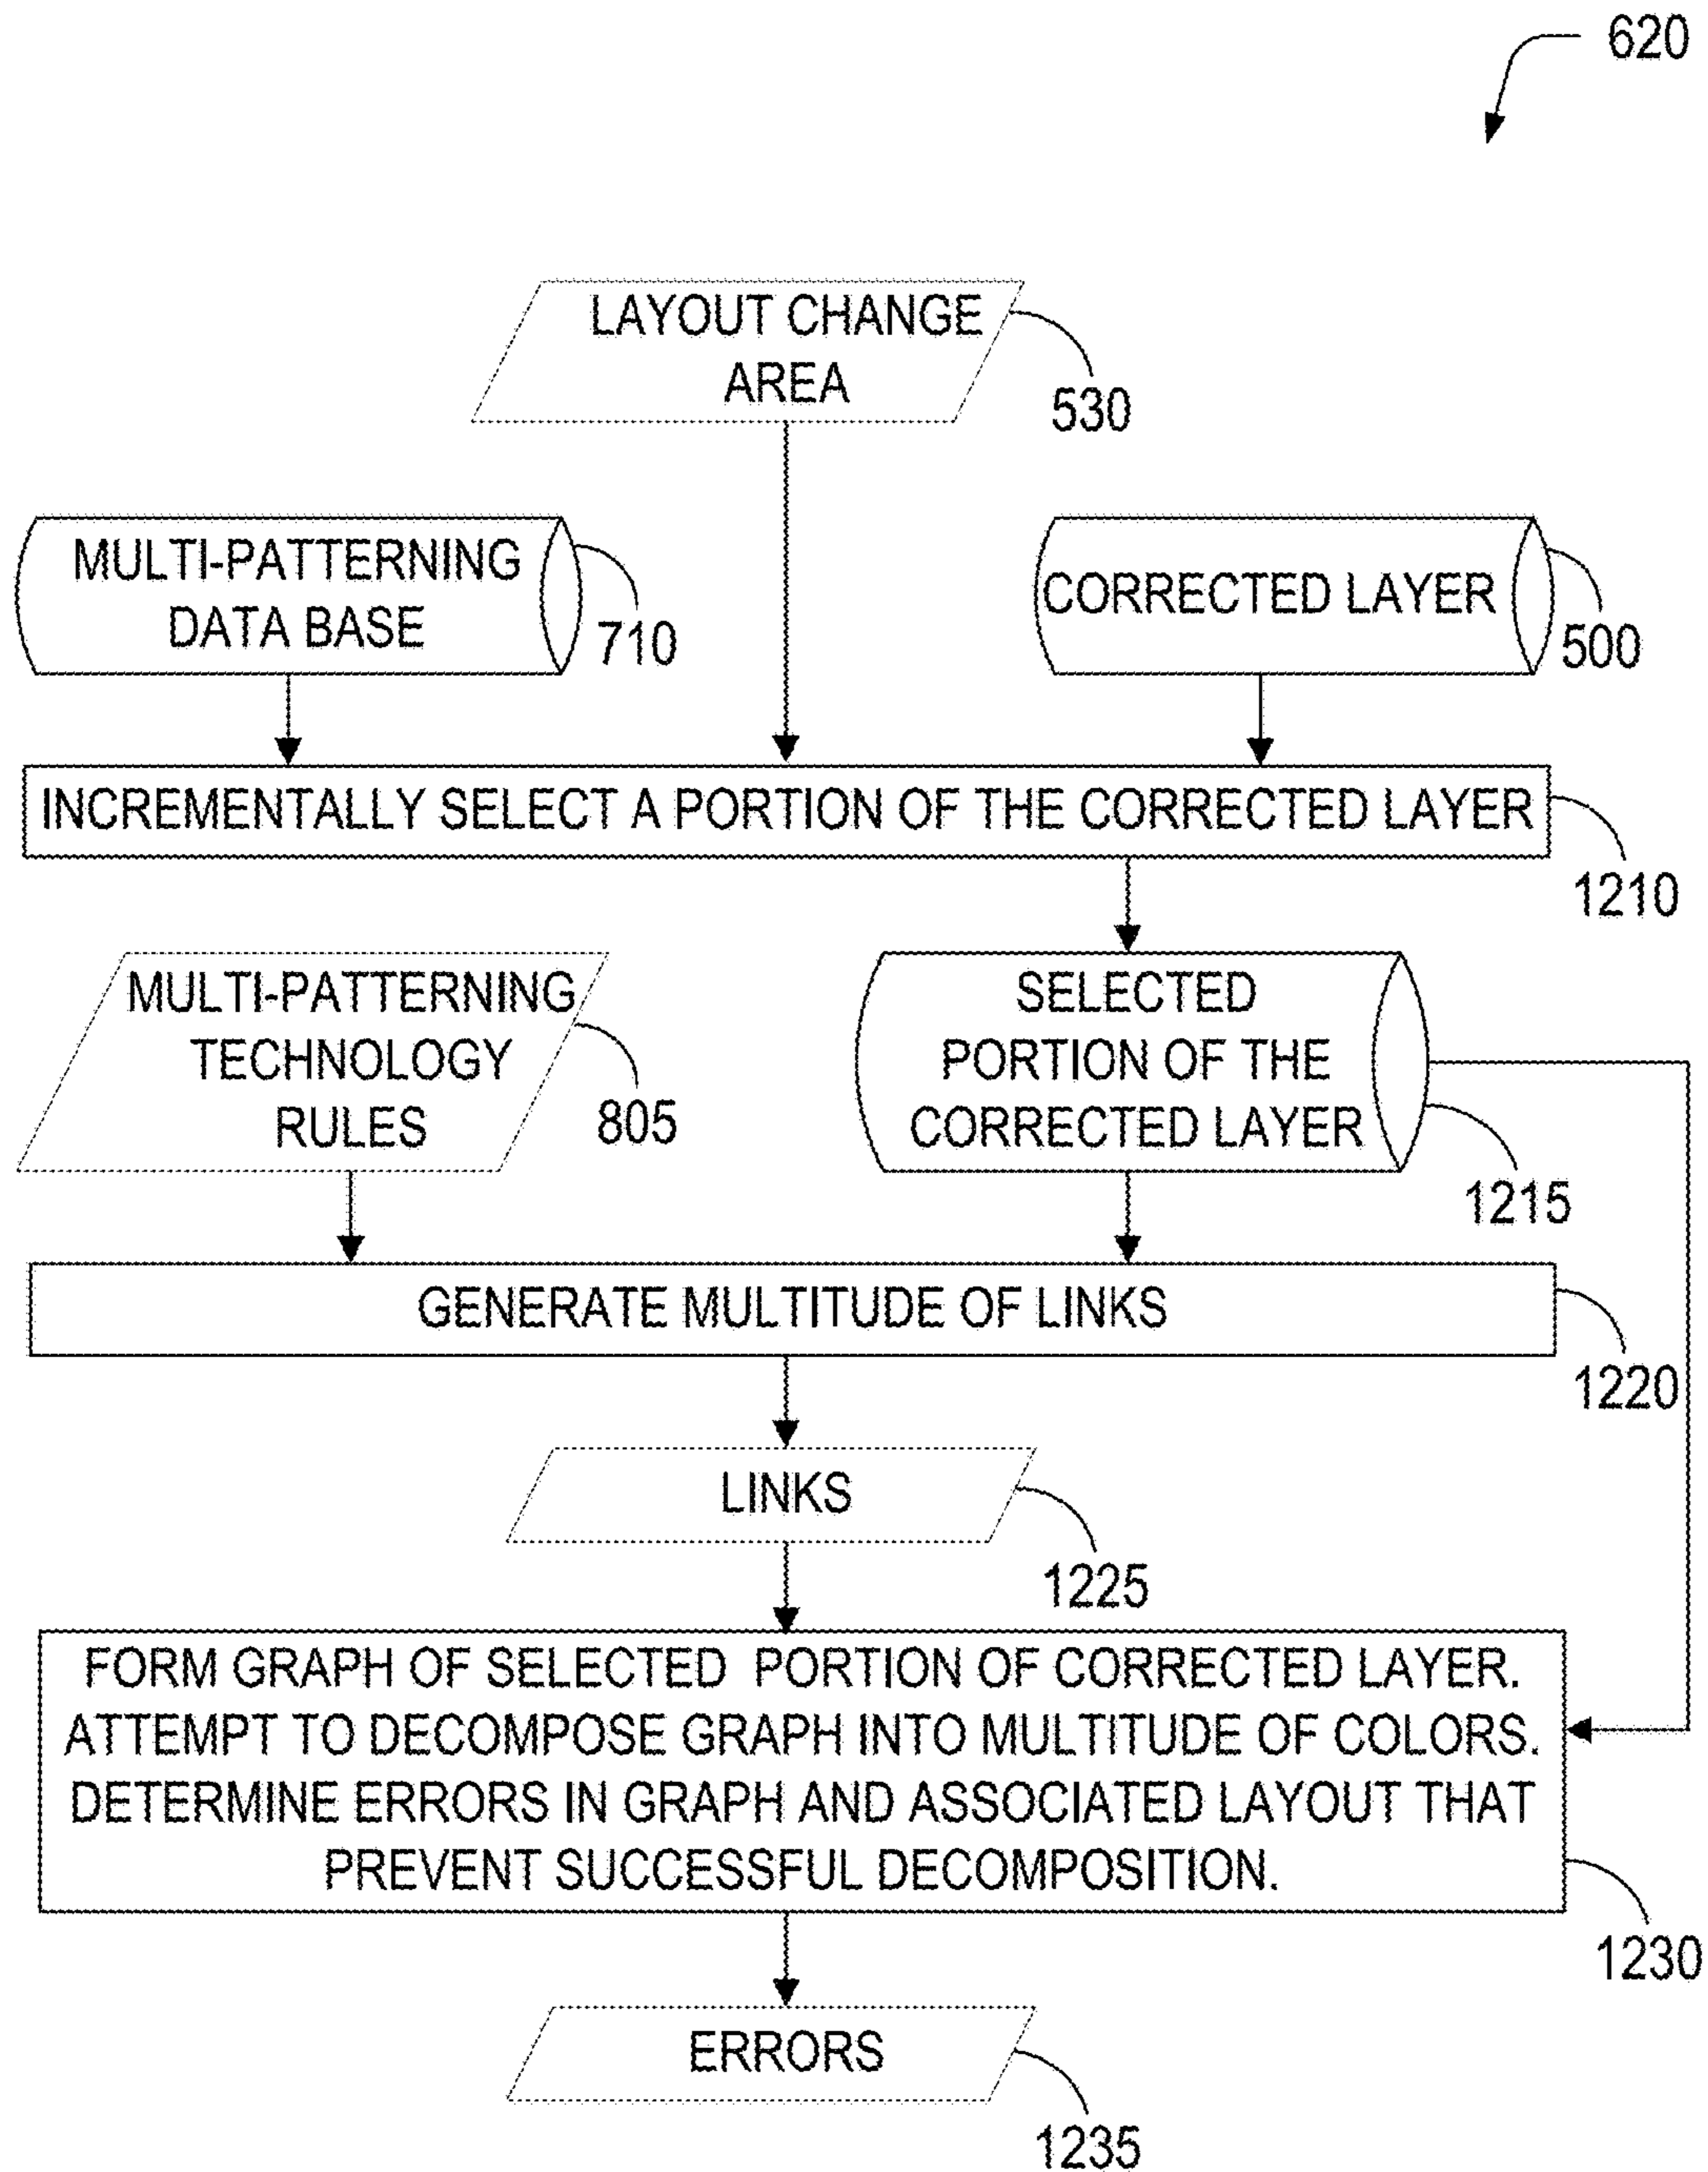 620
LAYOUT CHANGE
AREA
530
MULTI-PATTERNING
DATA BASE
710
CORRECTED LAYER
500
INCREMENTALLY SELECT A PORTION OF THE CORRECTED LAYER
1210
MULTI-PATTERNING
TECHNOLOGY
RULES
805
SELECTED
PORTION OF THE
CORRECTED LAYER
1215
GENERATE MULTITUDE OF LINKS
1220
LINKS
1225
FORM GRAPH OF SELECTED PORTION OF CORRECTED LAYER.
ATTEMPT TO DECOMPOSE GRAPH INTO MULTITUDE OF COLORS.
DETERMINE ERRORS IN GRAPH AND ASSOCIATED LAYOUT THAT
PREVENT SUCCESSFUL DECOMPOSITION.
1230
ERRORS
1235